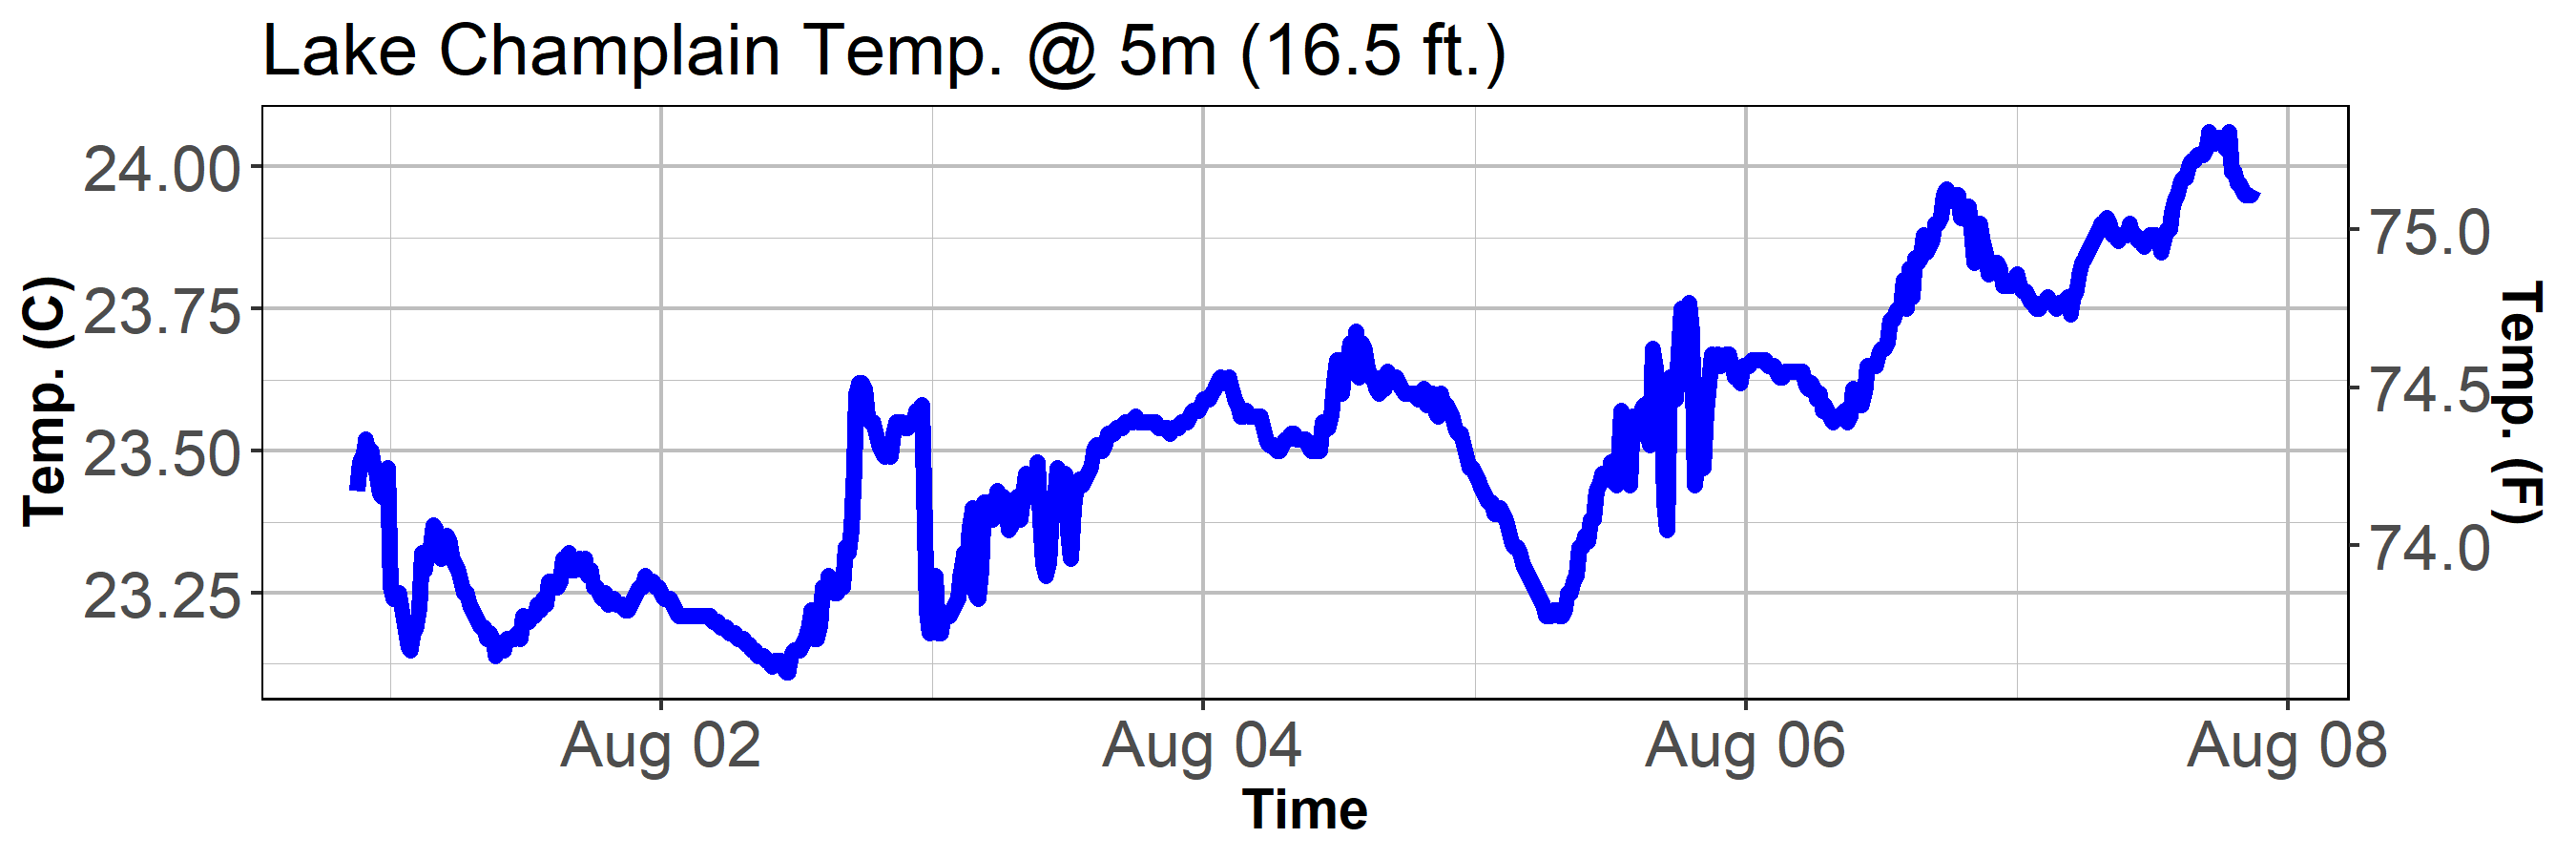 Lake Champlain Temp. @ 5m (16.5 ft.)
Temp. (C)
24.00
23.75
23.50
23.25
75.0
74.5
74.0
Temp. (F)
Aug 02 Aug 04 Aug 06 Aug 08
Time